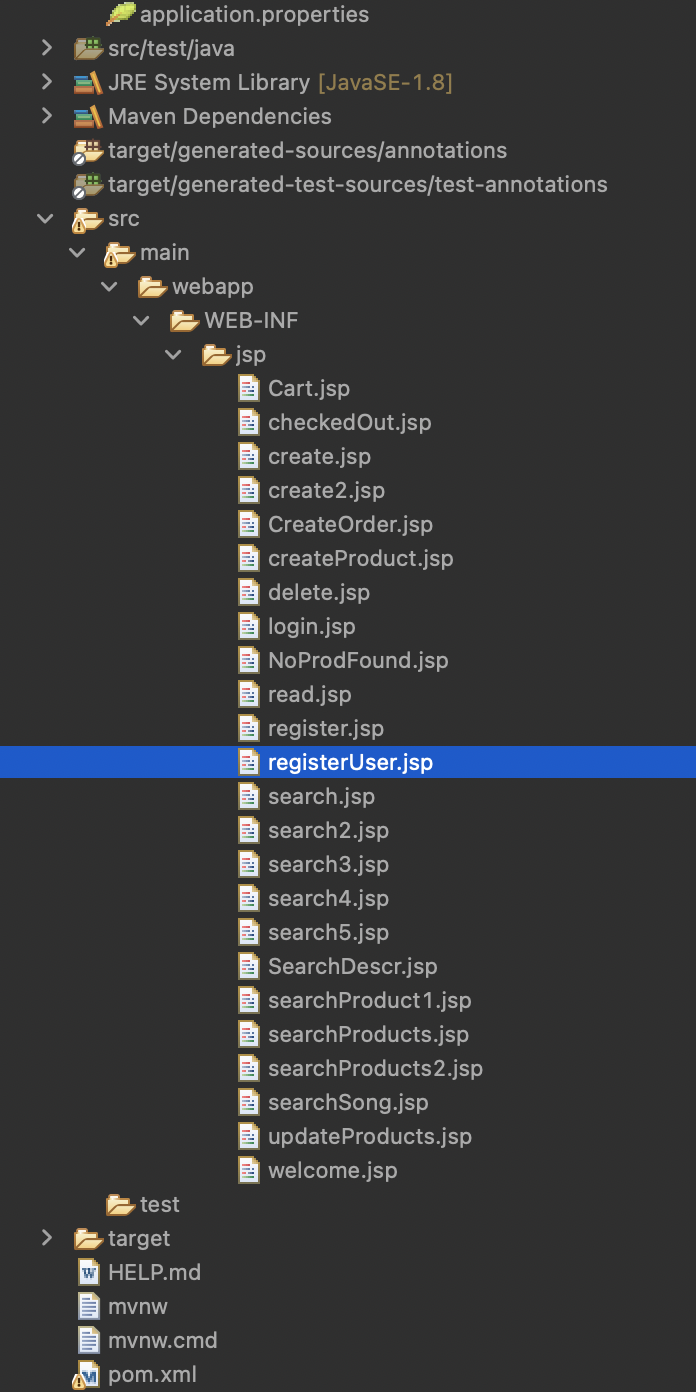 application.properties
src/test/java
JRE System Library [JavaSE-1.8]
Maven Dependencies
target/generated-sources/annotations
target/generated-test-sources/test-annotations
src
main
webapp
WEB-INF
jsp
Cart.jsp
checkedOut.jsp
create.jsp
create2.jsp
CreateOrder.jsp
createProduct.jsp
delete.jsp
login.jsp
NoProdFound.jsp
read.jsp
register.jsp
registerUser.jsp
search.jsp
search2.jsp
search3.jsp
search4.jsp
search5.jsp
SearchDescr.jsp
searchProduct1.jsp
searchProducts.jsp
searchProducts2.jsp
searchSong.jsp
updateProducts.jsp
welcome.jsp
test
target
HELP.md
mvnw
mvnw.cmd
pom.xml